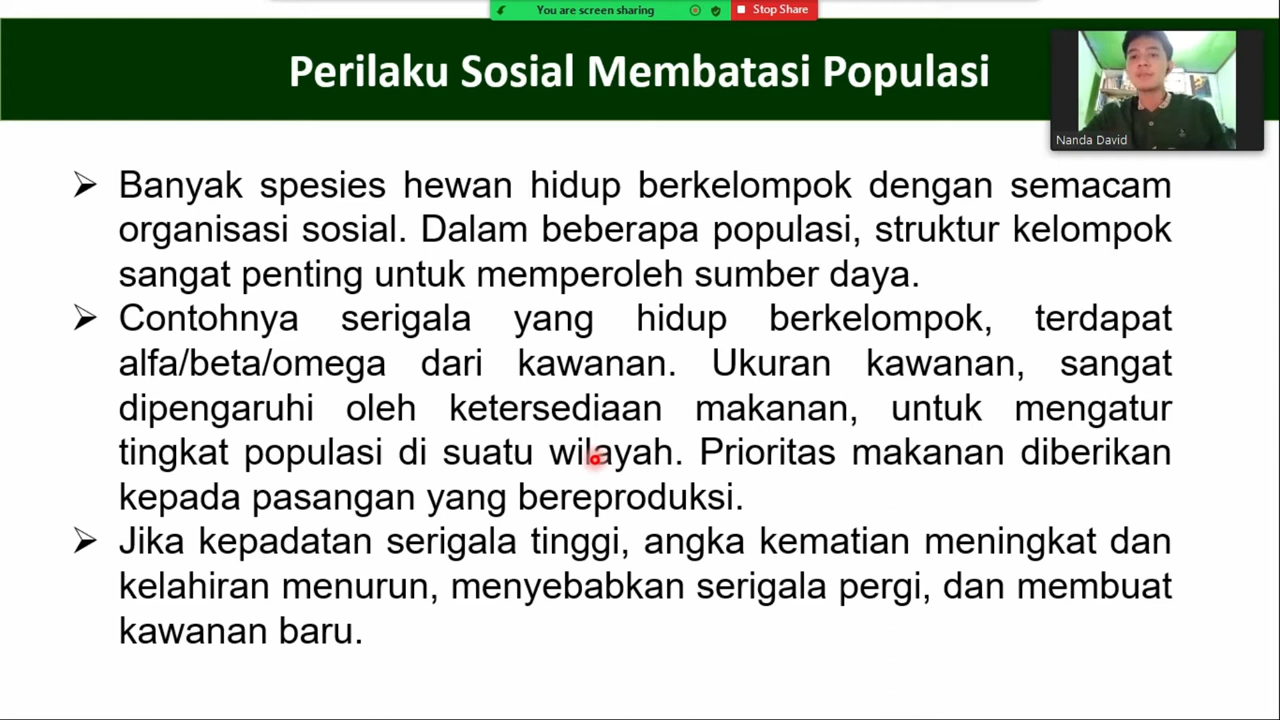 You are screen sharing
Stop Share
Perilaku Sosial Membatasi Populasi
Nanda David
➢ Banyak spesies hewan hidup berkelompok dengan semacam
organisasi sosial. Dalam beberapa populasi, struktur kelompok
sangat penting untuk memperoleh sumber daya.
➢ Contohnya serigala yang hidup berkelompok, terdapat
alfa/beta/omega dari kawanan. Ukuran kawanan, sangat
dipengaruhi oleh ketersediaan makanan, untuk mengatur
tingkat populasi di suatu wilayah. Prioritas makanan diberikan
kepada pasangan yang bereproduksi.
➢ Jika kepadatan serigala tinggi, angka kematian meningkat dan
kelahiran menurun, menyebabkan serigala pergi, dan membuat
kawanan baru.